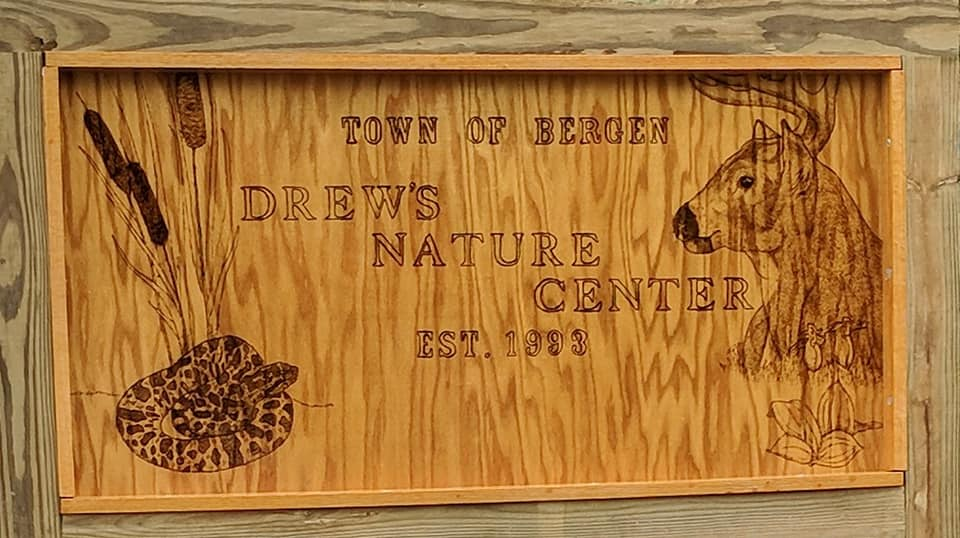 TOWN OF BERGEN
DREW'S
NATURE
CENTER
EST. 1993